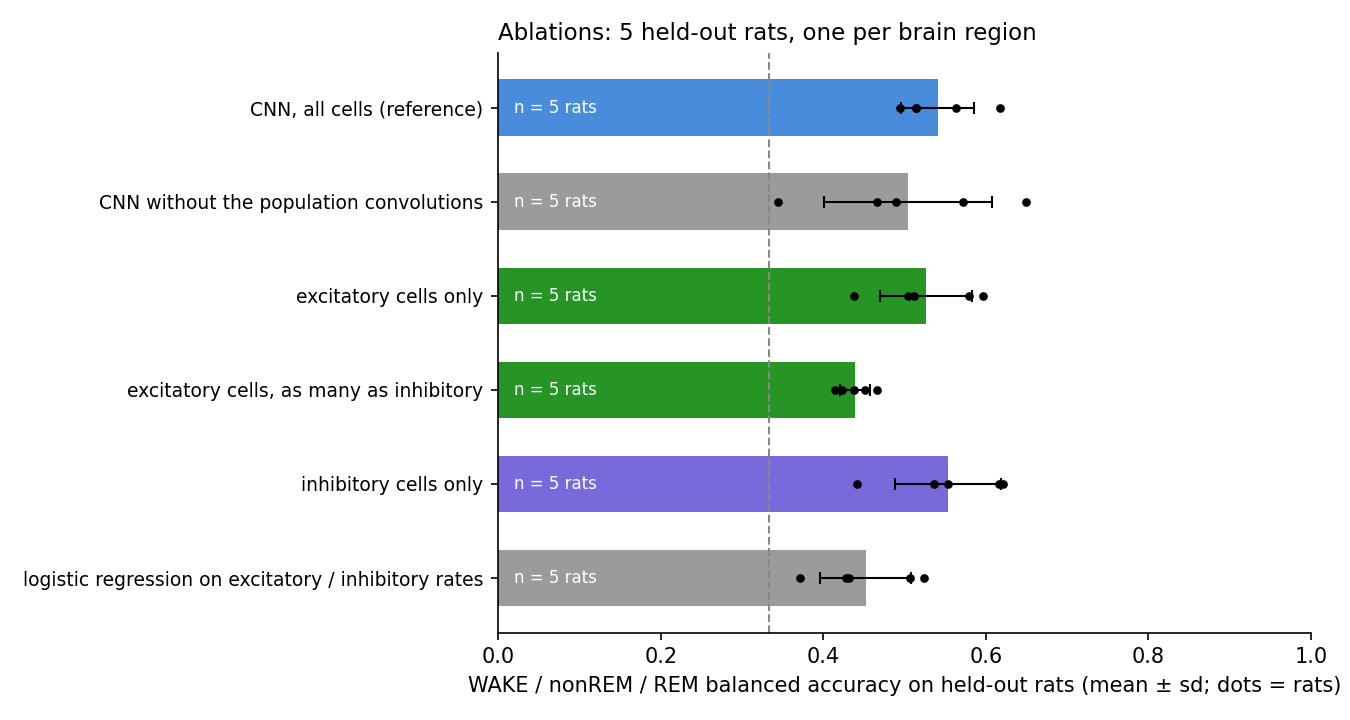 Ablations: 5 held-out rats, one per brain region
CNN, all cells (reference)
n = 5 rats
CNN without the population convolutions
n = 5 rats
excitatory cells only
n = 5 rats
excitatory cells, as many as inhibitory
n = 5 rats
inhibitory cells only
n = 5 rats
logistic regression on excitatory / inhibitory rates
n = 5 rats
0.0 0.2 0.4 0.6 0.8 1.0
WAKE / nonREM / REM balanced accuracy on held-out rats (mean ± sd; dots = rats)